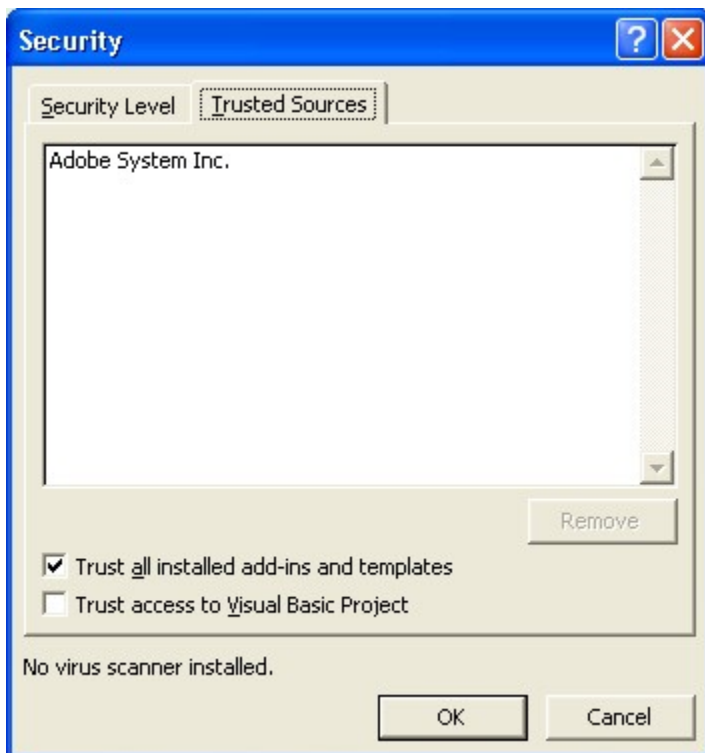 Security
Security Level Trusted Sources
Adobe System Inc.
Remove
Trust all installed add-ins and templates
Trust access to Visual Basic Project
No virus scanner installed.
OK Cancel